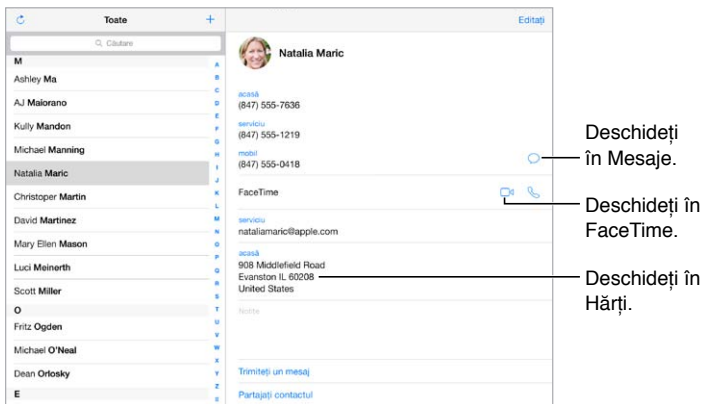 Toate
+
Căutare
M
Ashley Ma
AJ Maiorano
Kully Mandon
Michael Manning
Natalia Maric
Christoper Martin
David Martinez
Mary Ellen Mason
Luci Meinerth
Scott Miller
O
Fritz Ogden
Michael O'Neal
Dean Orlosky
E
A
B
C
D
E
F
G
H
I
J
K
L
M
N
O
P
Q
R
S
T
U
V
W
X
Y
Z
#
Editați
Natalia Maric
acasă
(847) 555-7636
serviciu
(847) 555-1219
mobil
(847) 555-0418
FaceTime
serviciu
nataliamaric@apple.com
acasă
908 Middlefield Road
Evanston IL 60208
United States
Notițe
Trimiteți un mesaj
Partajați contactul
Deschideți
în Mesaje.
Deschideți în
FaceTime.
Deschideți în
Hărți.